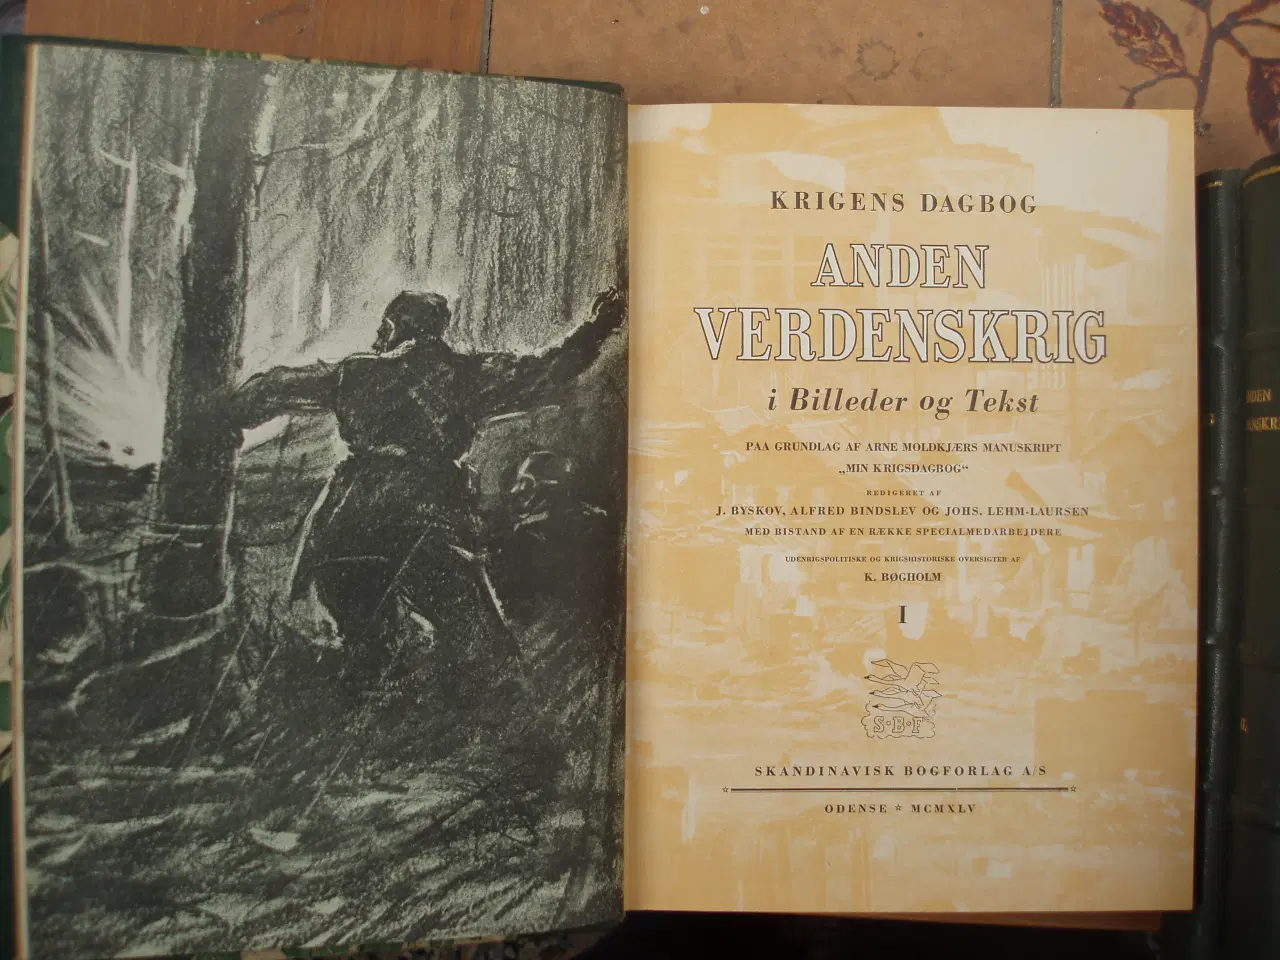 KRIGENS DAGBOG
ANDEN
VERDENSKRIG
i Billeder og Tekst
PAA GRUNDLAG AF ARNE MOLDKJÆRS MANUSKRIPT
„MIN KRIGSDAGBOG“
REDIGERET AF
J. BYSKOV, ALFRED BINDSLEV OG JOHS. LEHM-LAURSEN
MED BISTAND AF EN RÆKKE SPECIALMEDARBEJDERE
UDENRIGSPOLITISKE OG KRIGSHISTORISKE OVERSIGTER AF
K. BØGHOLM
I
S·B·F
SKANDINAVISK BOGFORLAG A/S
ODENSE ☆ MCMXLV